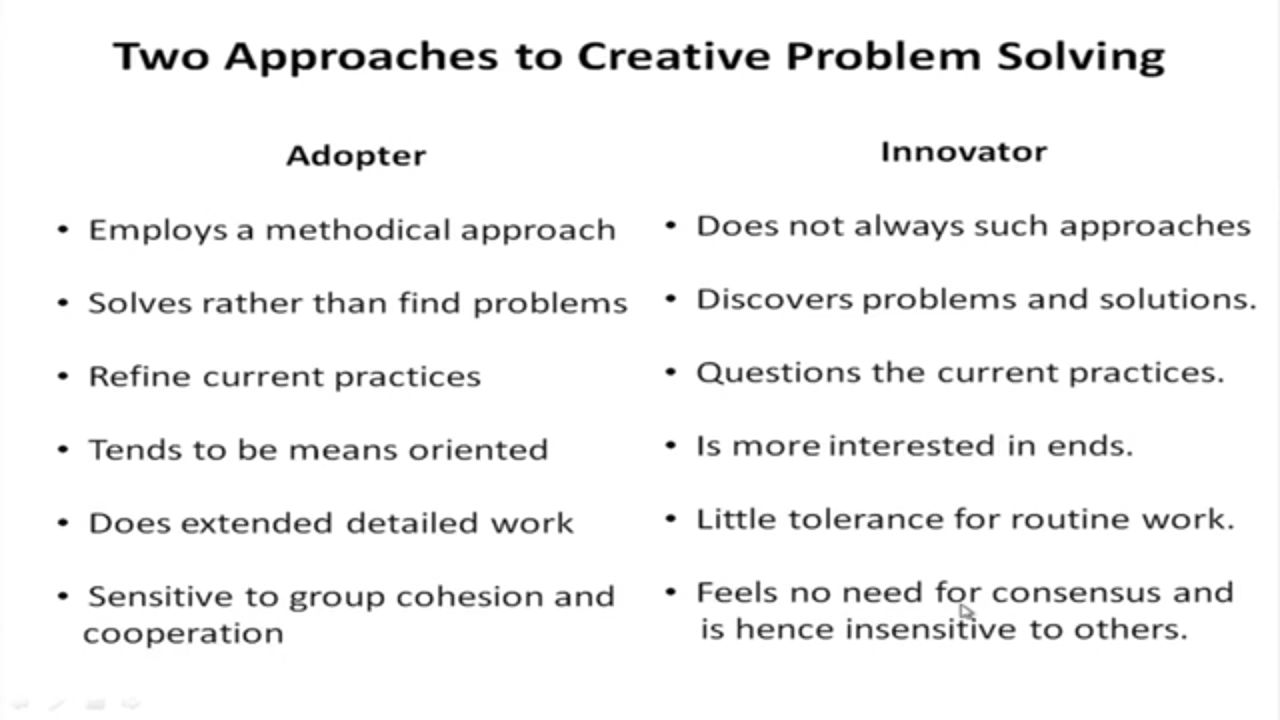 Two Approaches to Creative Problem Solving
Adopter
• Employs a methodical approach
• Solves rather than find problems
• Refine current practices
• Tends to be means oriented
• Does extended detailed work
• Sensitive to group cohesion and
cooperation
Innovator
• Does not always such approaches
• Discovers problems and solutions.
• Questions the current practices.
• Is more interested in ends.
• Little tolerance for routine work.
• Feels no need for consensus and
is hence insensitive to others.